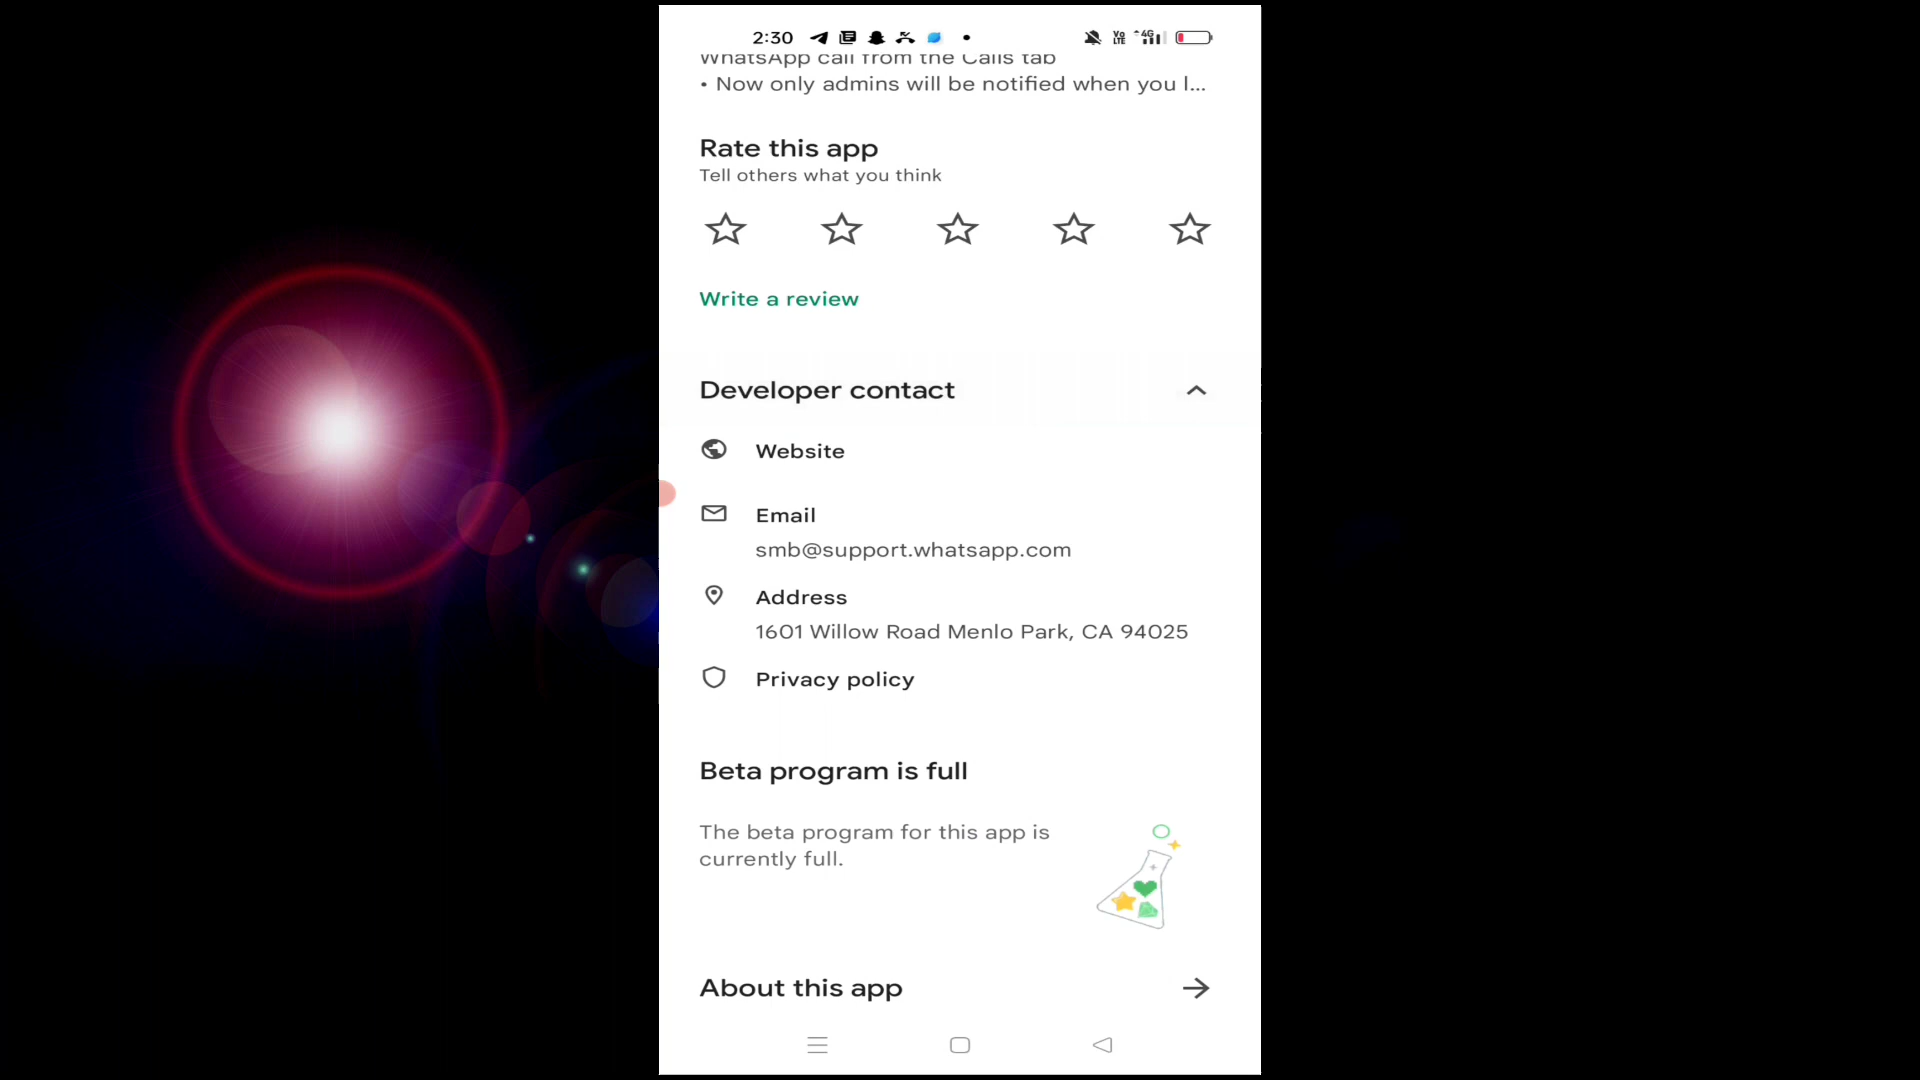 2:30 Vo LTE 4G
WhatsApp call from the Calls tab
• Now only admins will be notified when you l...
Rate this app
Tell others what you think
Write a review
Developer contact
Website
Email
smb@support.whatsapp.com
Address
1601 Willow Road Menlo Park, CA 94025
Privacy policy
Beta program is full
The beta program for this app is
currently full.
About this app